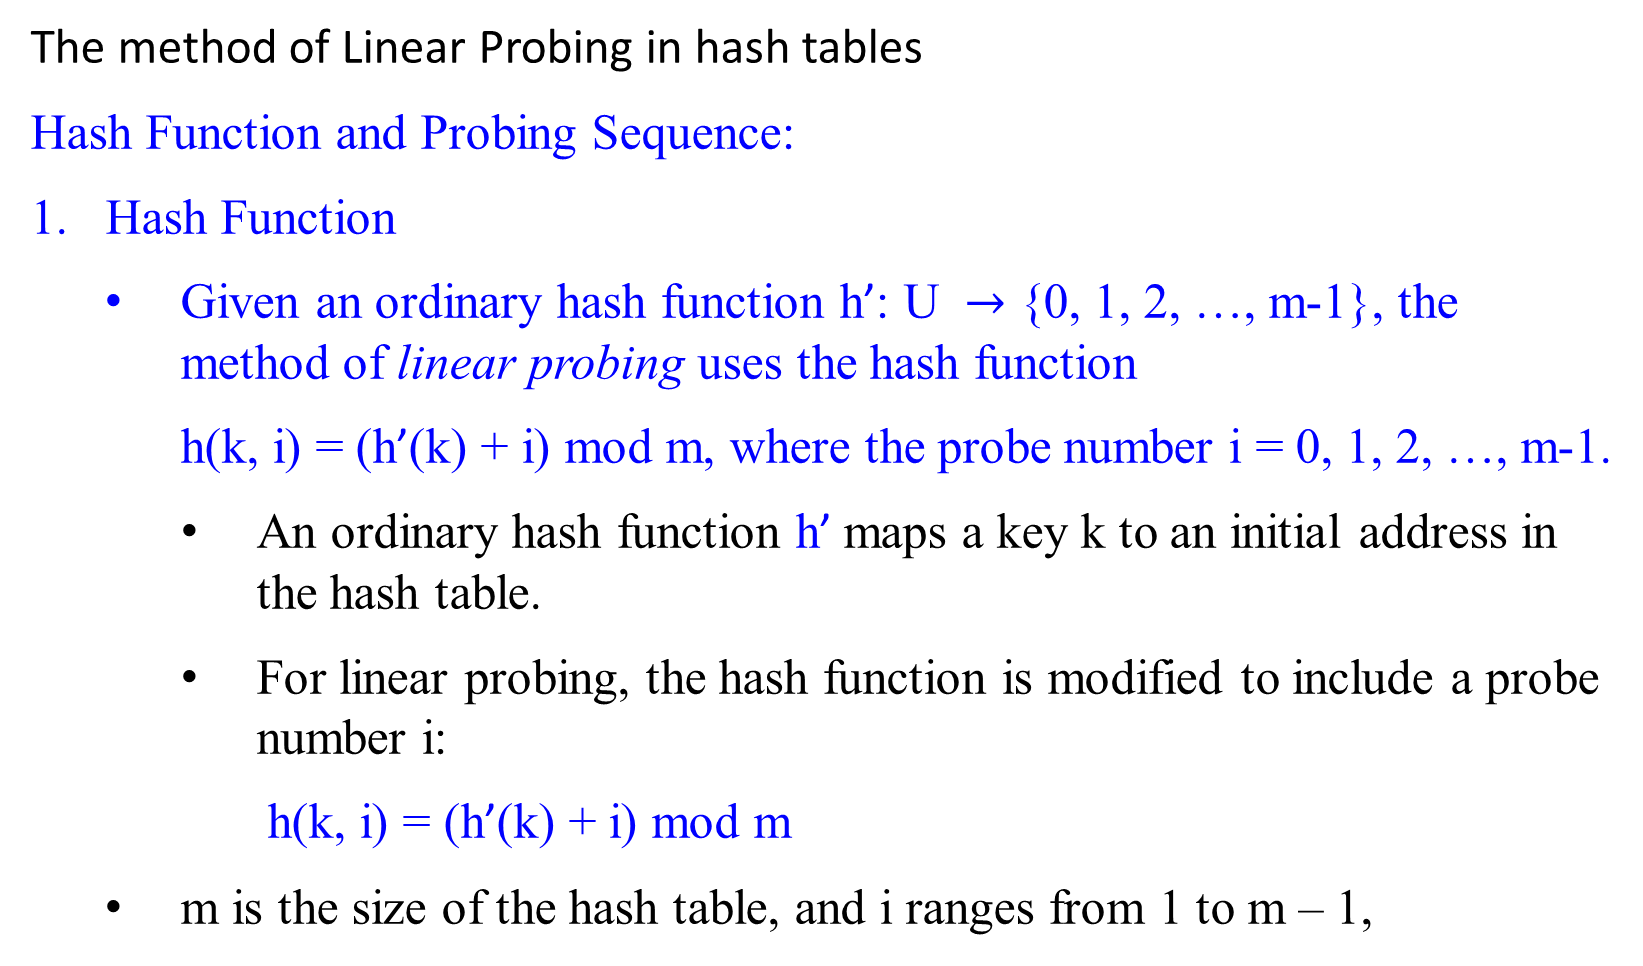 The method of Linear Probing in hash tables
Hash Function and Probing Sequence:
1. Hash Function
• Given an ordinary hash function h′: U → {0, 1, 2, …, m-1}, the
method of linear probing uses the hash function
h(k, i) = (h′(k) + i) mod m, where the probe number i = 0, 1, 2, …, m-1.
• An ordinary hash function h′ maps a key k to an initial address in
the hash table.
• For linear probing, the hash function is modified to include a probe
number i:
h(k, i) = (h′(k) + i) mod m
• m is the size of the hash table, and i ranges from 1 to m – 1,